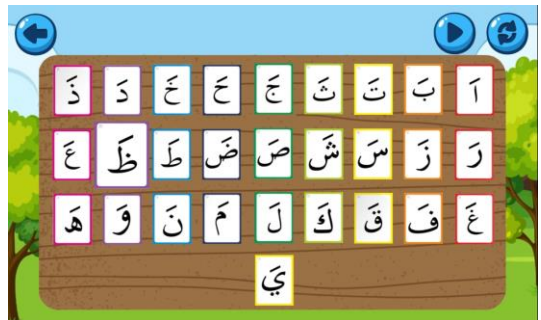 اَ بَ تَ ثَ جَ حَ خَ دَ ذَ
رَ زَ سَ شَ صَ ضَ طَ ظَ عَ
غَ فَ قَ كَ لَ مَ نَ وَ هَ
يَ